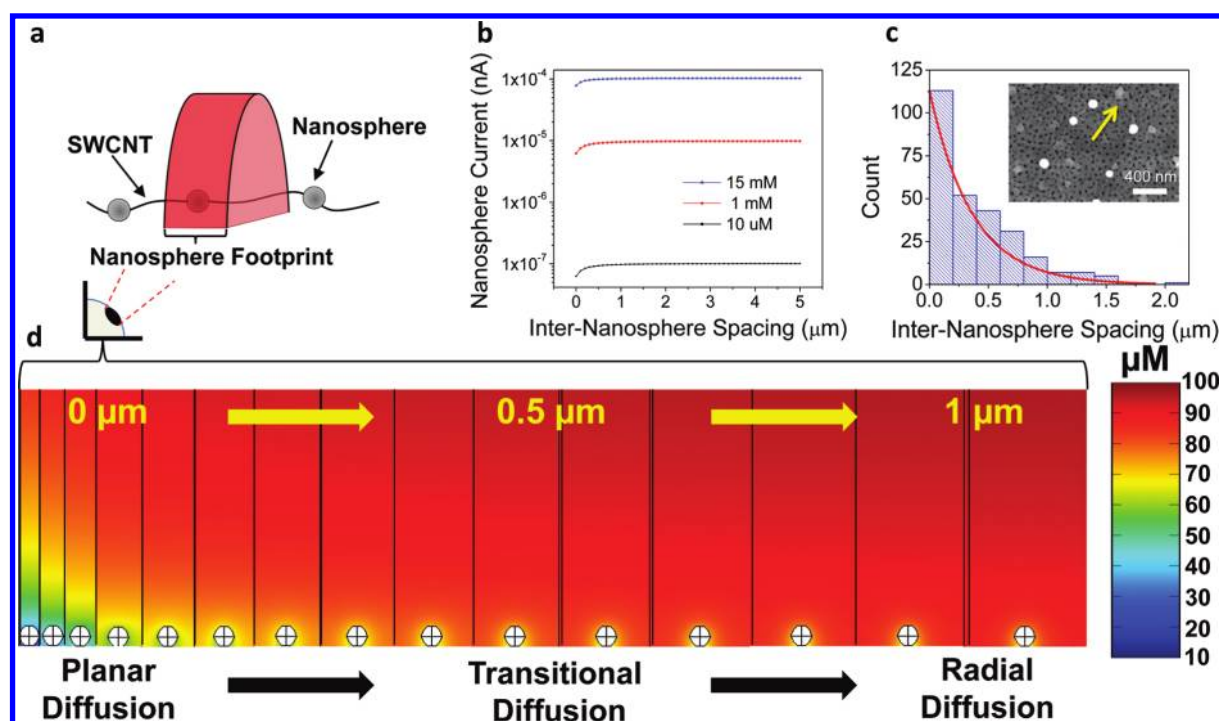 a
SWCNT
Nanosphere
Nanosphere Footprint
b
Nanosphere Current (nA)
1x10⁻⁴
1x10⁻⁵
1x10⁻⁶
1x10⁻⁷
15 mM
1 mM
10 uM
0 1 2 3 4 5
Inter-Nanosphere Spacing (μm)
c
Count
125
100
75
50
25
0
400 nm
0.0 0.5 1.0 1.5 2.0
Inter-Nanosphere Spacing (μm)
d
0 μm
0.5 μm
1 μm
Planar
Diffusion
Transitional
Diffusion
Radial
Diffusion
μM
100
90
80
70
60
50
40
30
20
10